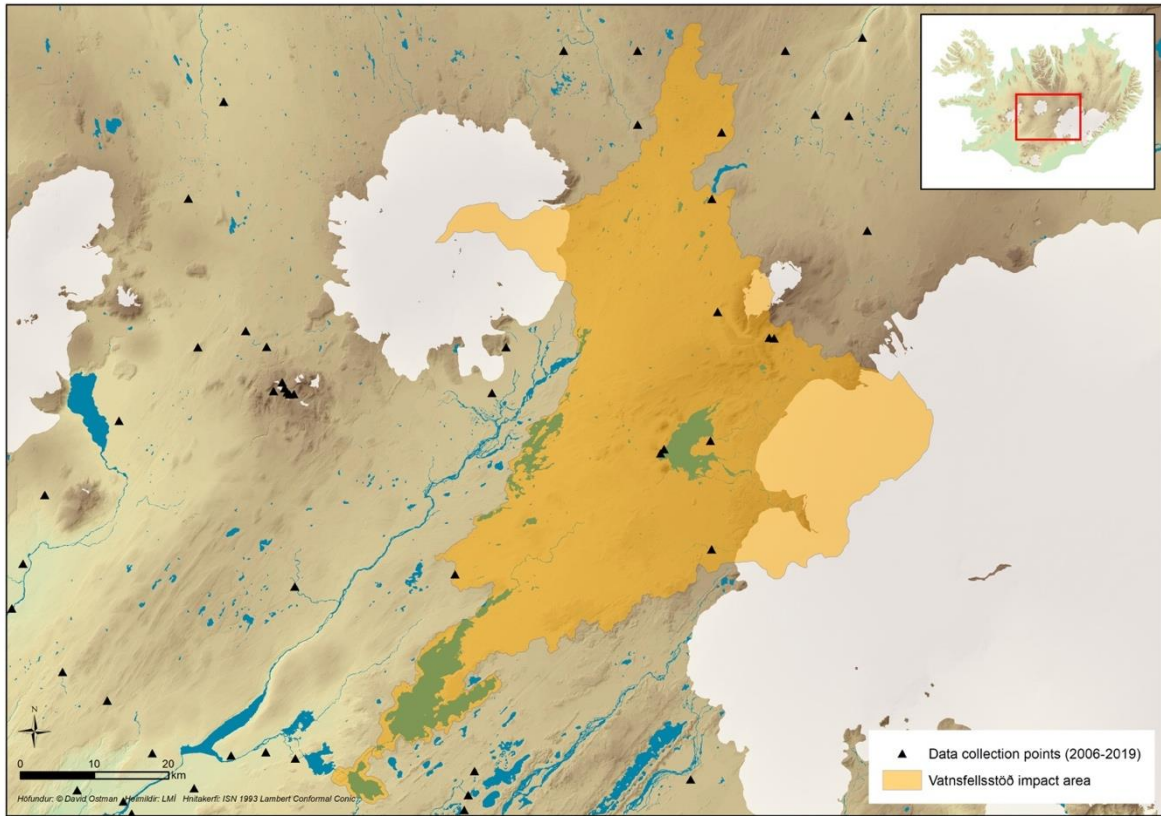 Data collection points (2006-2019)
Vatnsfellsstöð impact area
N
0 10 20
km
Höfundur: © David Ostman Heimildir: LMÍ Hnitakerfi: ISN 1993 Lambert Conformal Conic